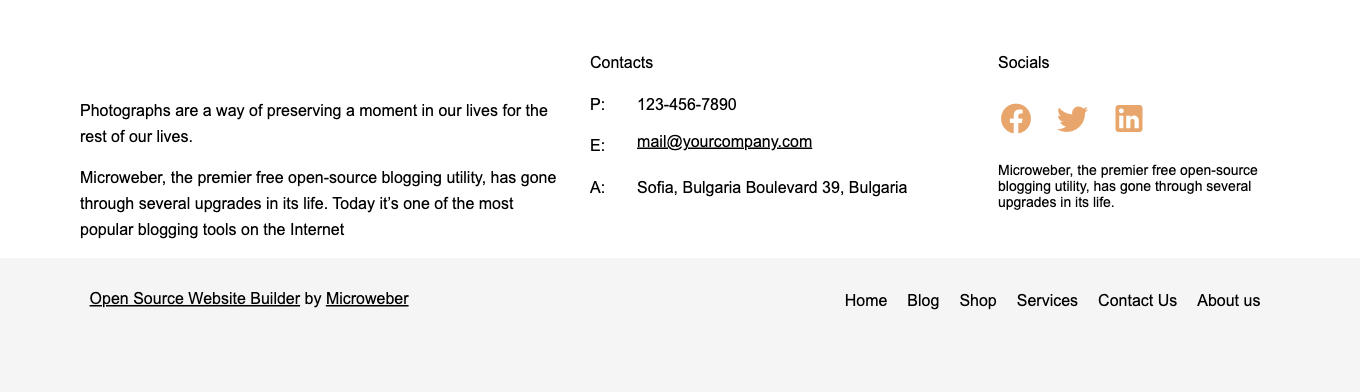 Photographs are a way of preserving a moment in our lives for the
rest of our lives.
Microweber, the premier free open-source blogging utility, has gone
through several upgrades in its life. Today it’s one of the most
popular blogging tools on the Internet
Contacts
P: 123-456-7890
E: mail@yourcompany.com
A: Sofia, Bulgaria Boulevard 39, Bulgaria
Socials
Microweber, the premier free open-source
blogging utility, has gone through several
upgrades in its life.
Open Source Website Builder by Microweber
Home Blog Shop Services Contact Us About us